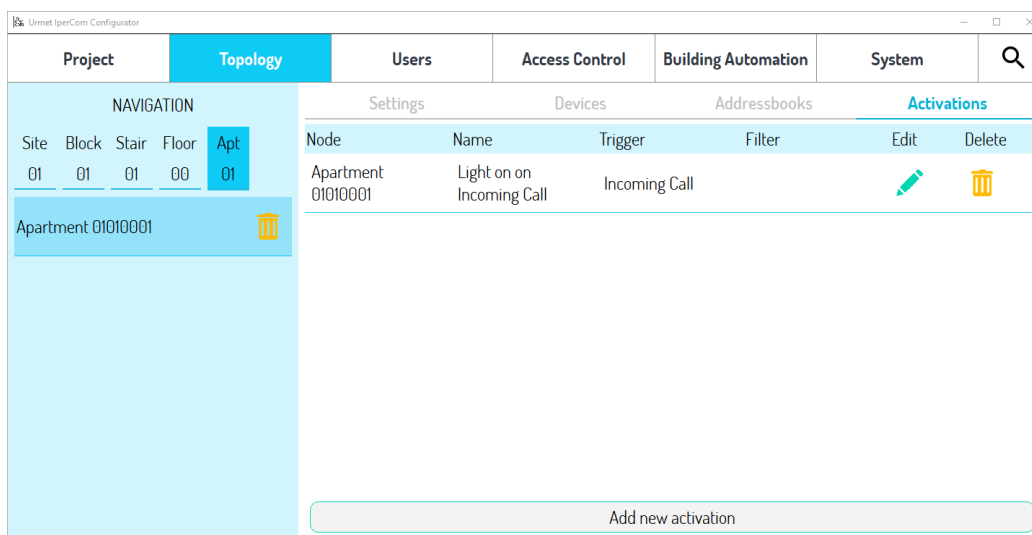 Urmet IperCom Configurator
Project Topology Users Access Control Building Automation System
NAVIGATION
Settings Devices Addressbooks Activations
Site Block Stair Floor Apt
01 01 01 00 01
Apartment 01010001
Node Name Trigger Filter Edit Delete
Apartment 01010001 Light on on Incoming Call Incoming Call
Add new activation